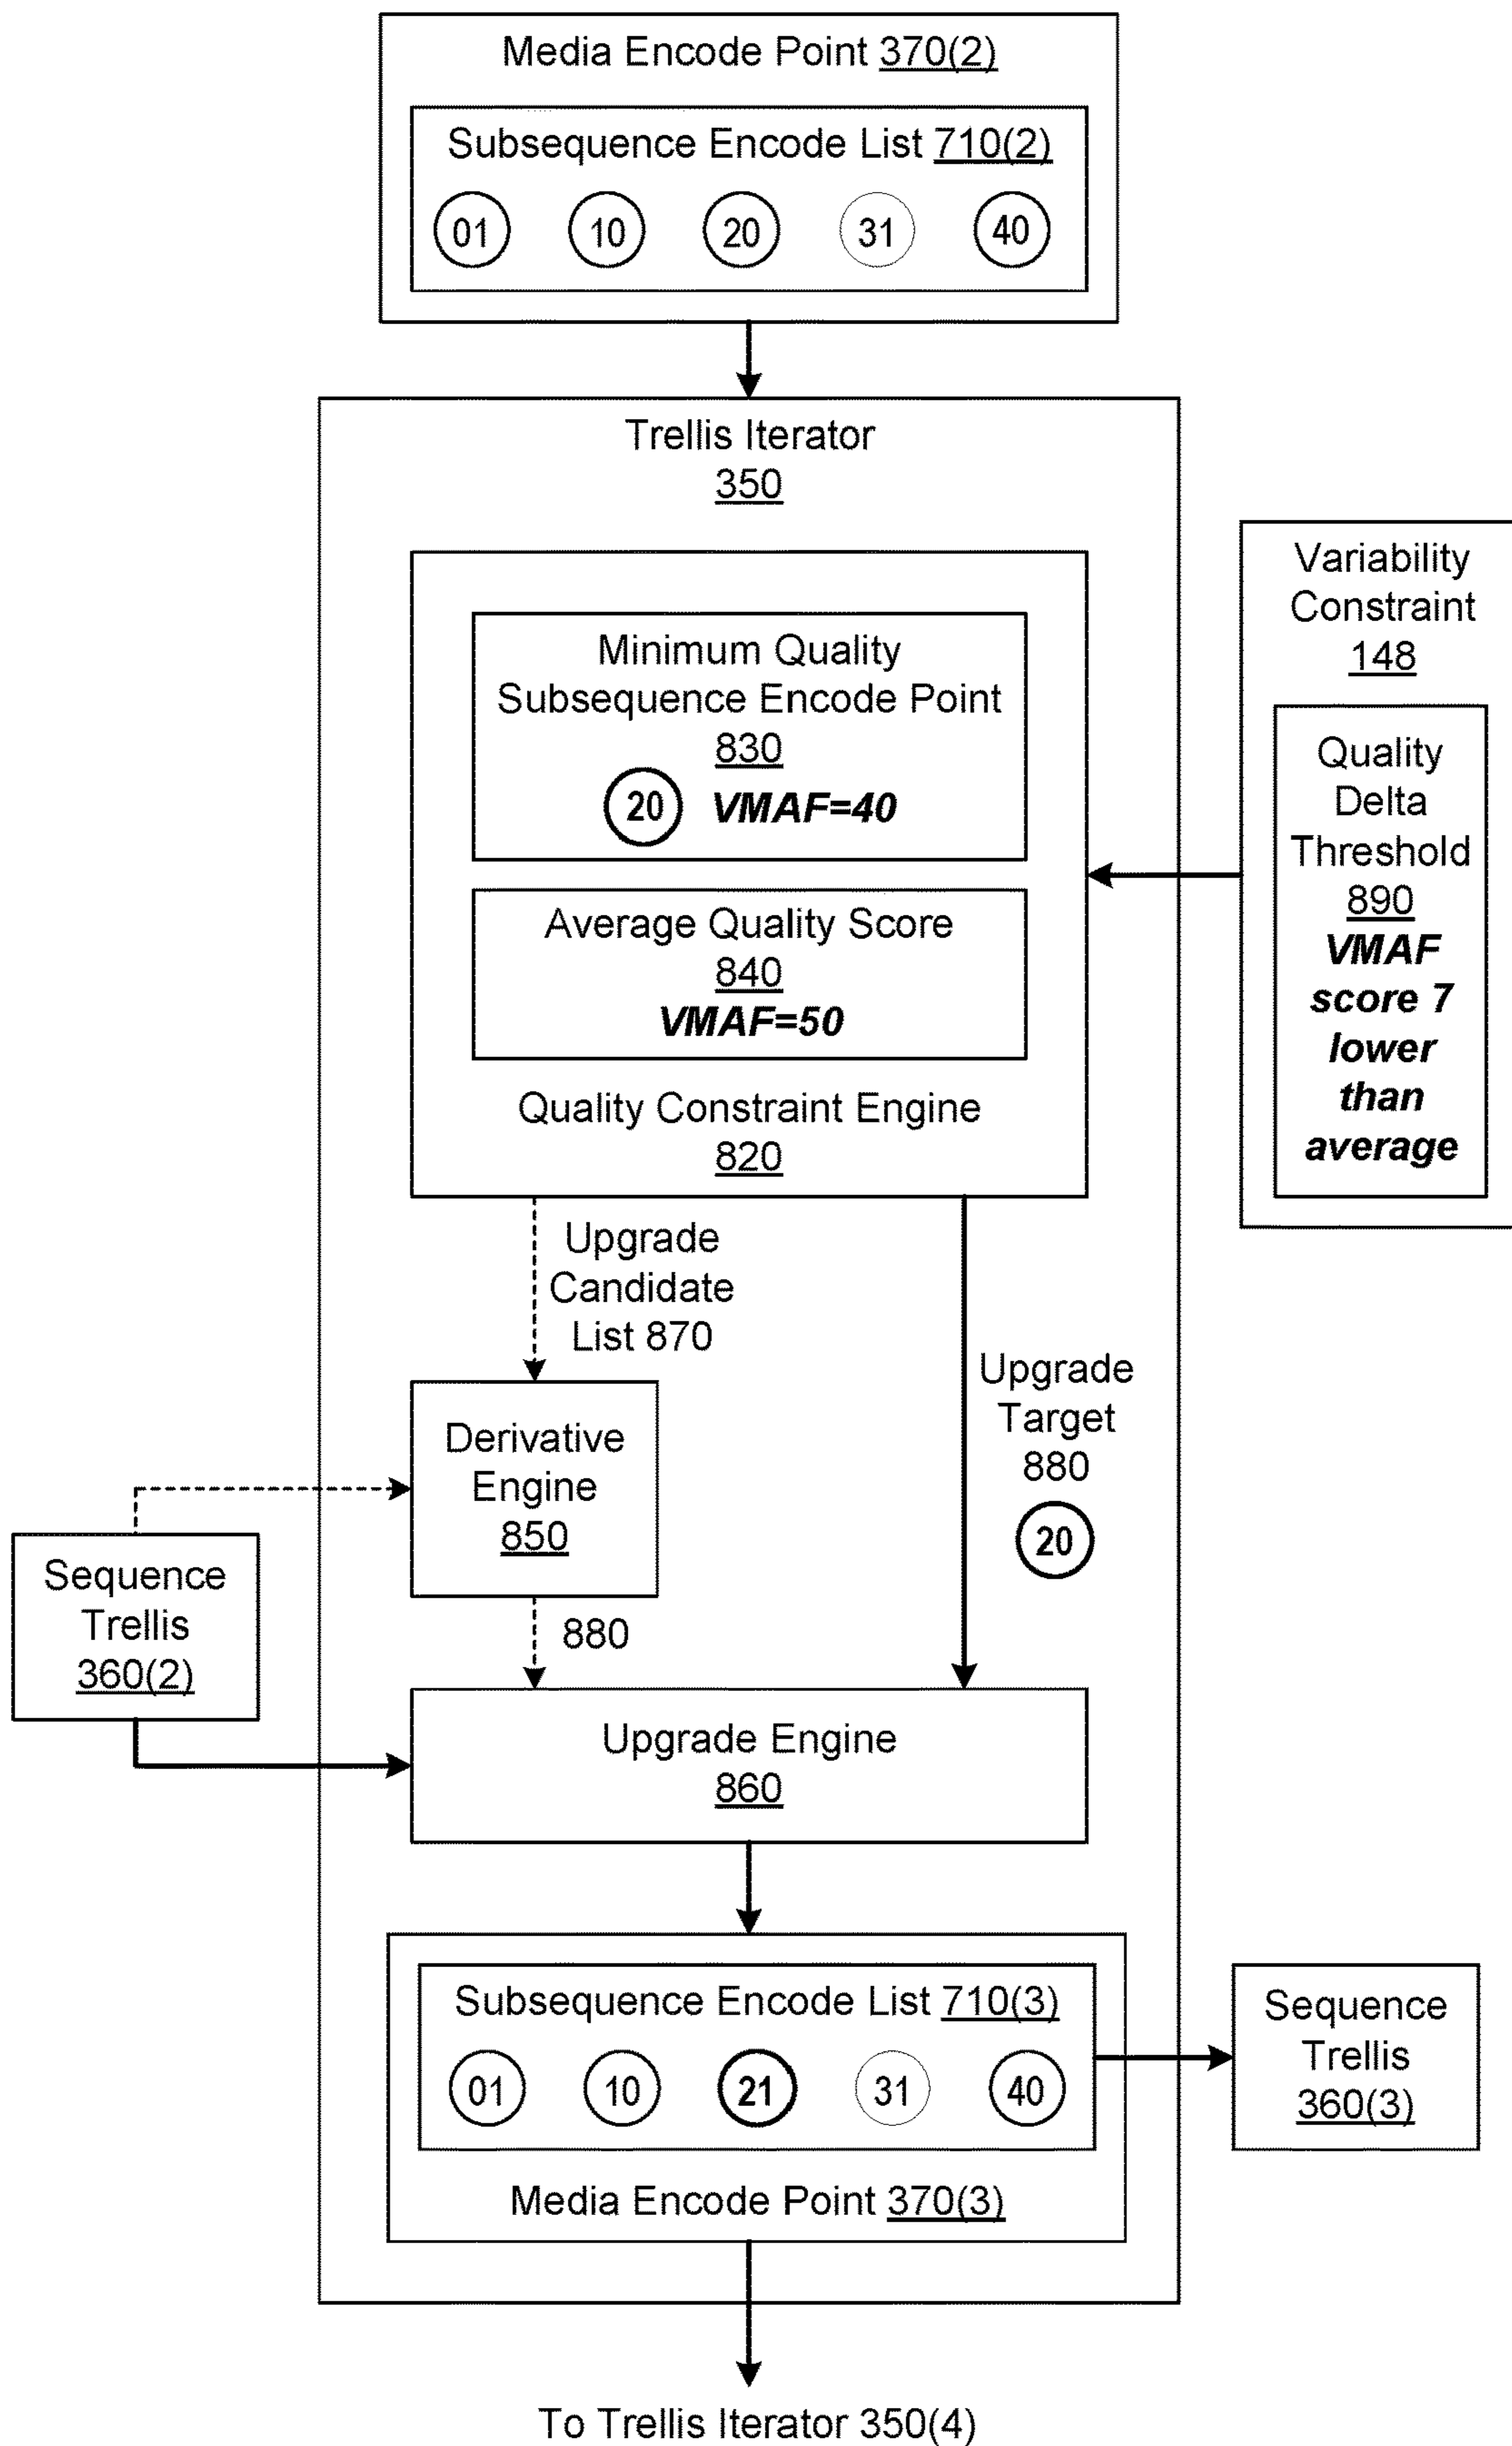 Media Encode Point 370(2)
Subsequence Encode List 710(2)
01 10 20 31 40
Trellis Iterator
350
Minimum Quality
Subsequence Encode Point
830
20 VMAF=40
Average Quality Score
840
VMAF=50
Quality Constraint Engine
820
Variability
Constraint
148
Quality
Delta
Threshold
890
VMAF
score 7
lower
than
average
Upgrade
Candidate
List 870
Upgrade
Target
880
20
Derivative
Engine
850
880
Sequence
Trellis
360(2)
Upgrade Engine
860
Subsequence Encode List 710(3)
01 10 21 31 40
Media Encode Point 370(3)
Sequence
Trellis
360(3)
To Trellis Iterator 350(4)